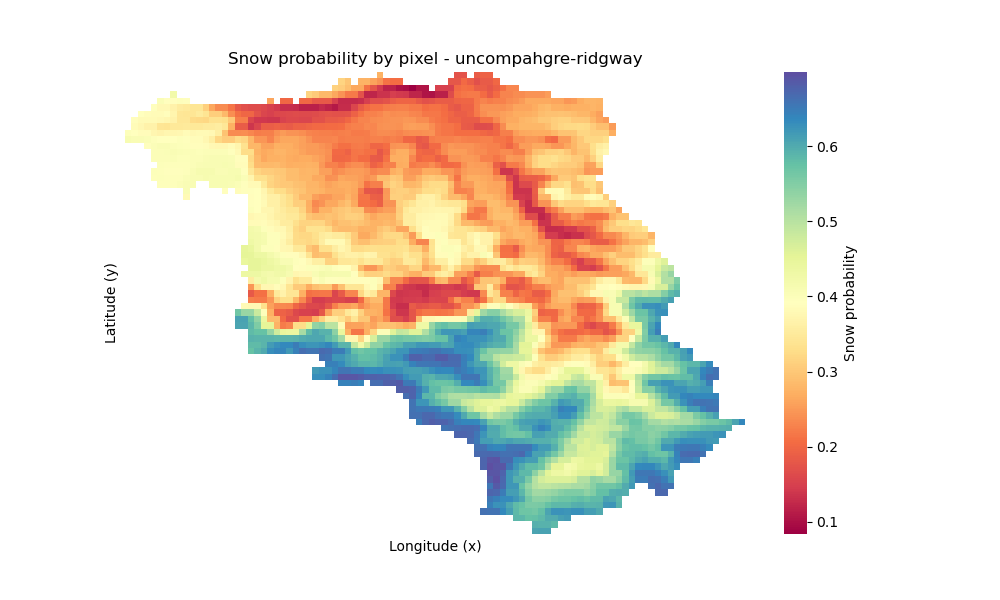 Snow probability by pixel - uncompahgre-ridgway
Latitude (y)
Longitude (x)
0.6
0.5
0.4
0.3
0.2
0.1
Snow probability